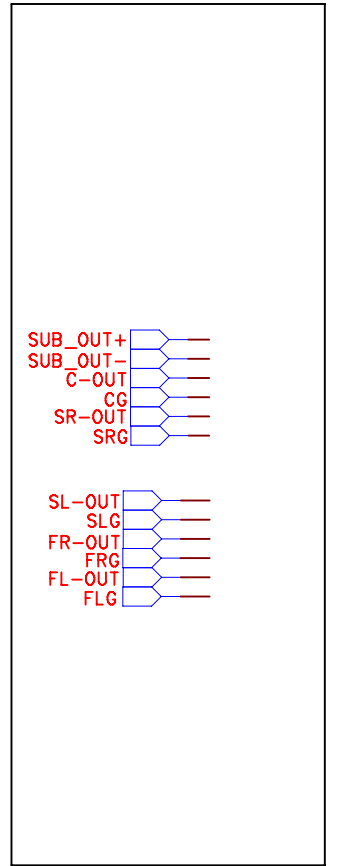 SUB_OUT+
SUB_OUT-
C-OUT
CG
SR-OUT
SRG
SL-OUT
SLG
FR-OUT
FRG
FL-OUT
FLG